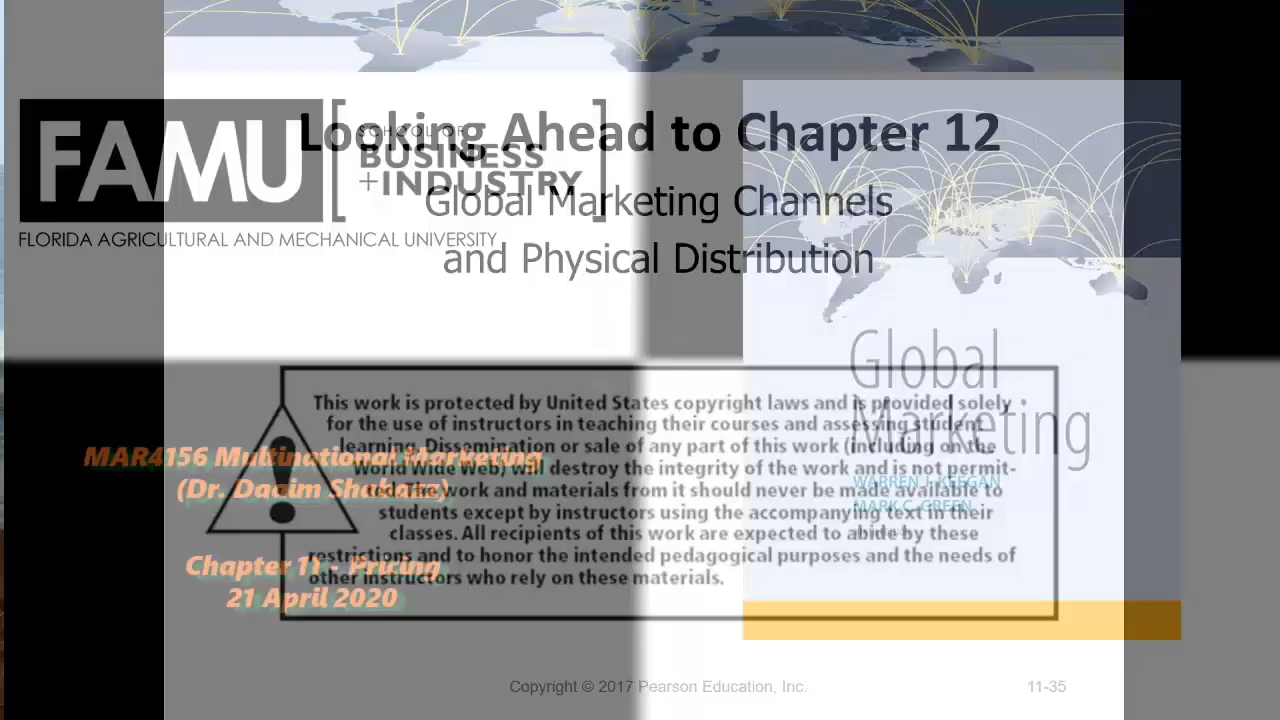 Looking Ahead to Chapter 12
Global Marketing Channels
and Physical Distribution
FAMU
SCHOOL OF
BUSINESS
+INDUSTRY
FLORIDA AGRICULTURAL AND MECHANICAL UNIVERSITY
Global
Marketing
WARREN J. KEEGAN
MARK C. GREEN
This work is protected by United States copyright laws and is provided solely
for the use of instructors in teaching their courses and assessing student
learning. Dissemination or sale of any part of this work (including on the
World Wide Web) will destroy the integrity of the work and is not permit-
ted. The work and materials from it should never be made available to
students except by instructors using the accompanying text in their
classes. All recipients of this work are expected to abide by these
restrictions and to honor the intended pedagogical purposes and the needs of
other instructors who rely on these materials.
MAR4156 Multinational Marketing
(Dr. Daaim Shabazz)
Chapter 11 - Pricing
21 April 2020
Copyright © 2017 Pearson Education, Inc.
11-35